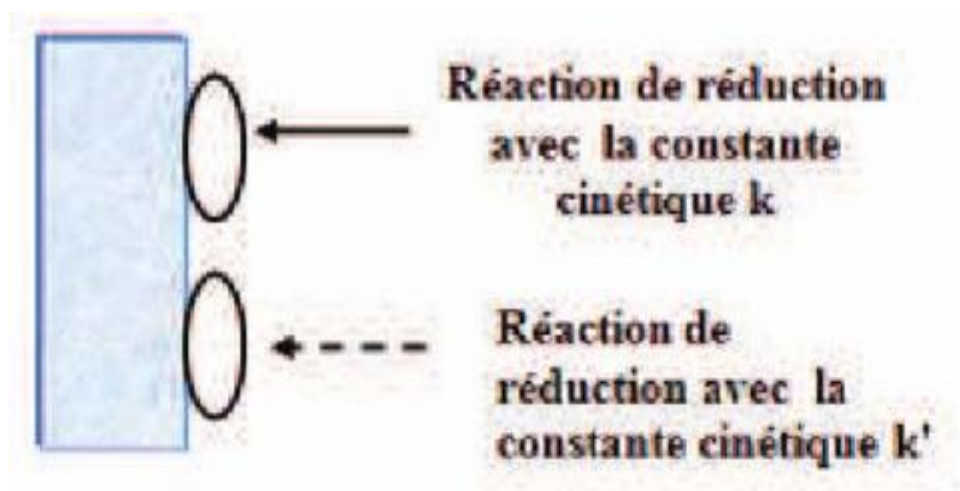 Réaction de réduction
avec la constante
cinétique k
Réaction de
réduction avec la
constante cinétique k'